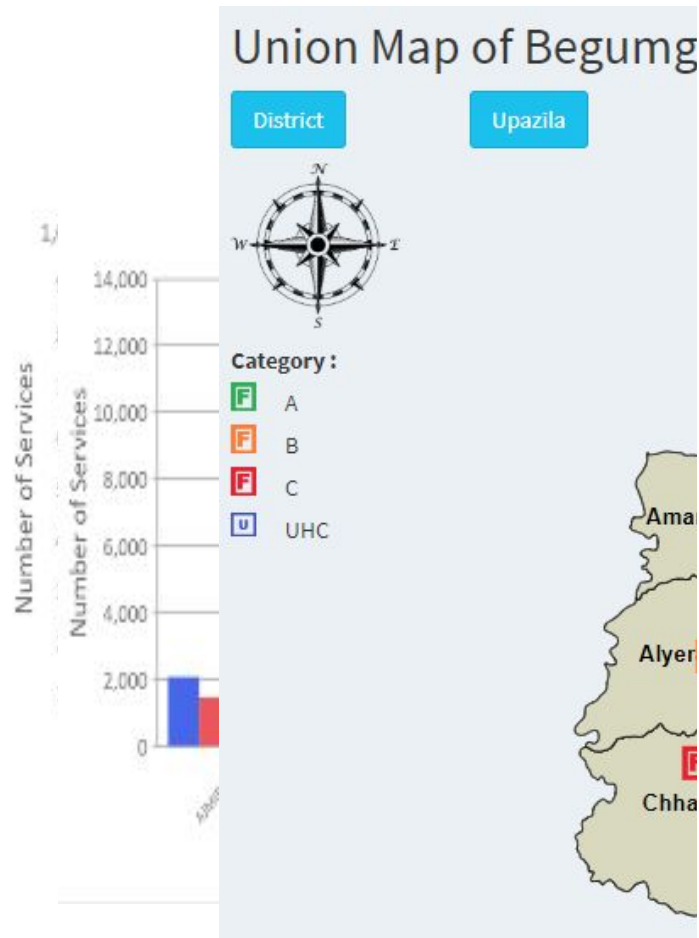 Union Map of Begumg
District
Upazila
N
W
E
S
Category :
F A
F B
F C
U UHC
Number of Services
Number of Services
14,000
12,000
10,000
8,000
6,000
4,000
2,000
0
Amar
Alyer
F
Chha